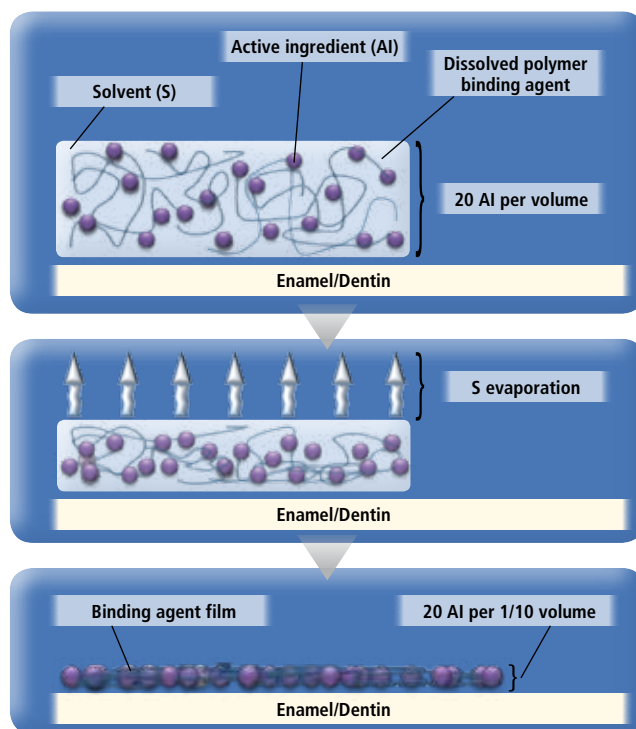 Active ingredient (AI)
Solvent (S)
Dissolved polymer
binding agent
20 AI per volume
Enamel/Dentin
S evaporation
Enamel/Dentin
Binding agent film
20 AI per 1/10 volume
Enamel/Dentin